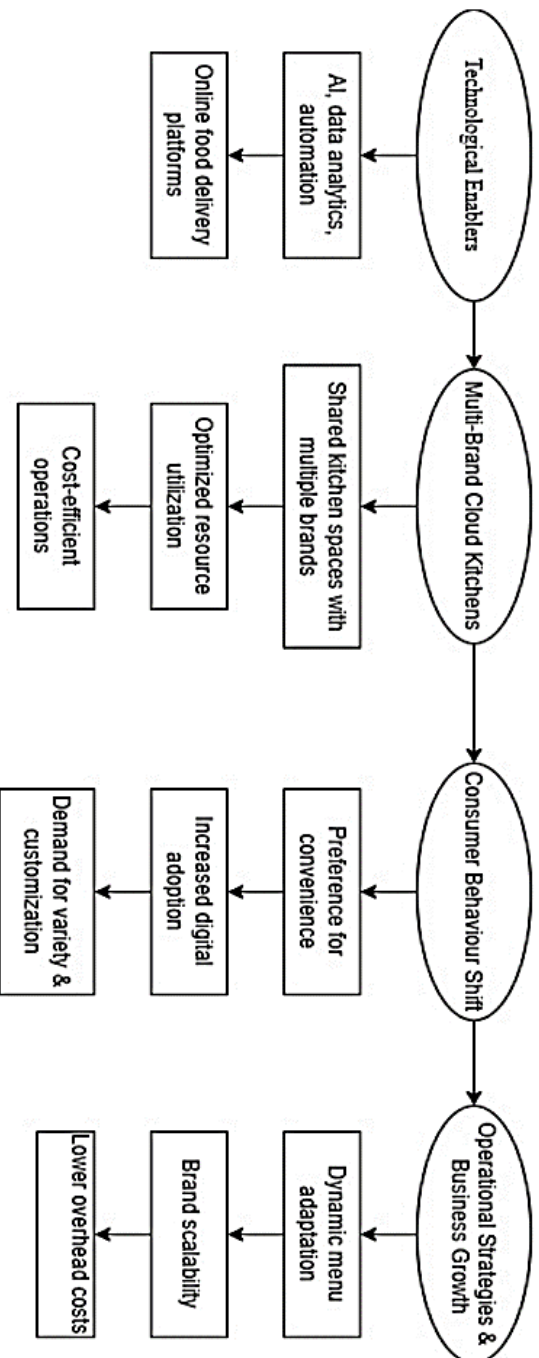 Technological Enablers
AI, data analytics,
automation
Online food delivery
platforms
Multi-Brand Cloud Kitchens
Shared kitchen spaces with
multiple brands
Optimized resource
utilization
Cost-efficient
operations
Consumer Behaviour Shift
Preference for
convenience
Increased digital
adoption
Demand for variety &
customization
Operational Strategies &
Business Growth
Dynamic menu
adaptation
Brand scalability
Lower overhead costs